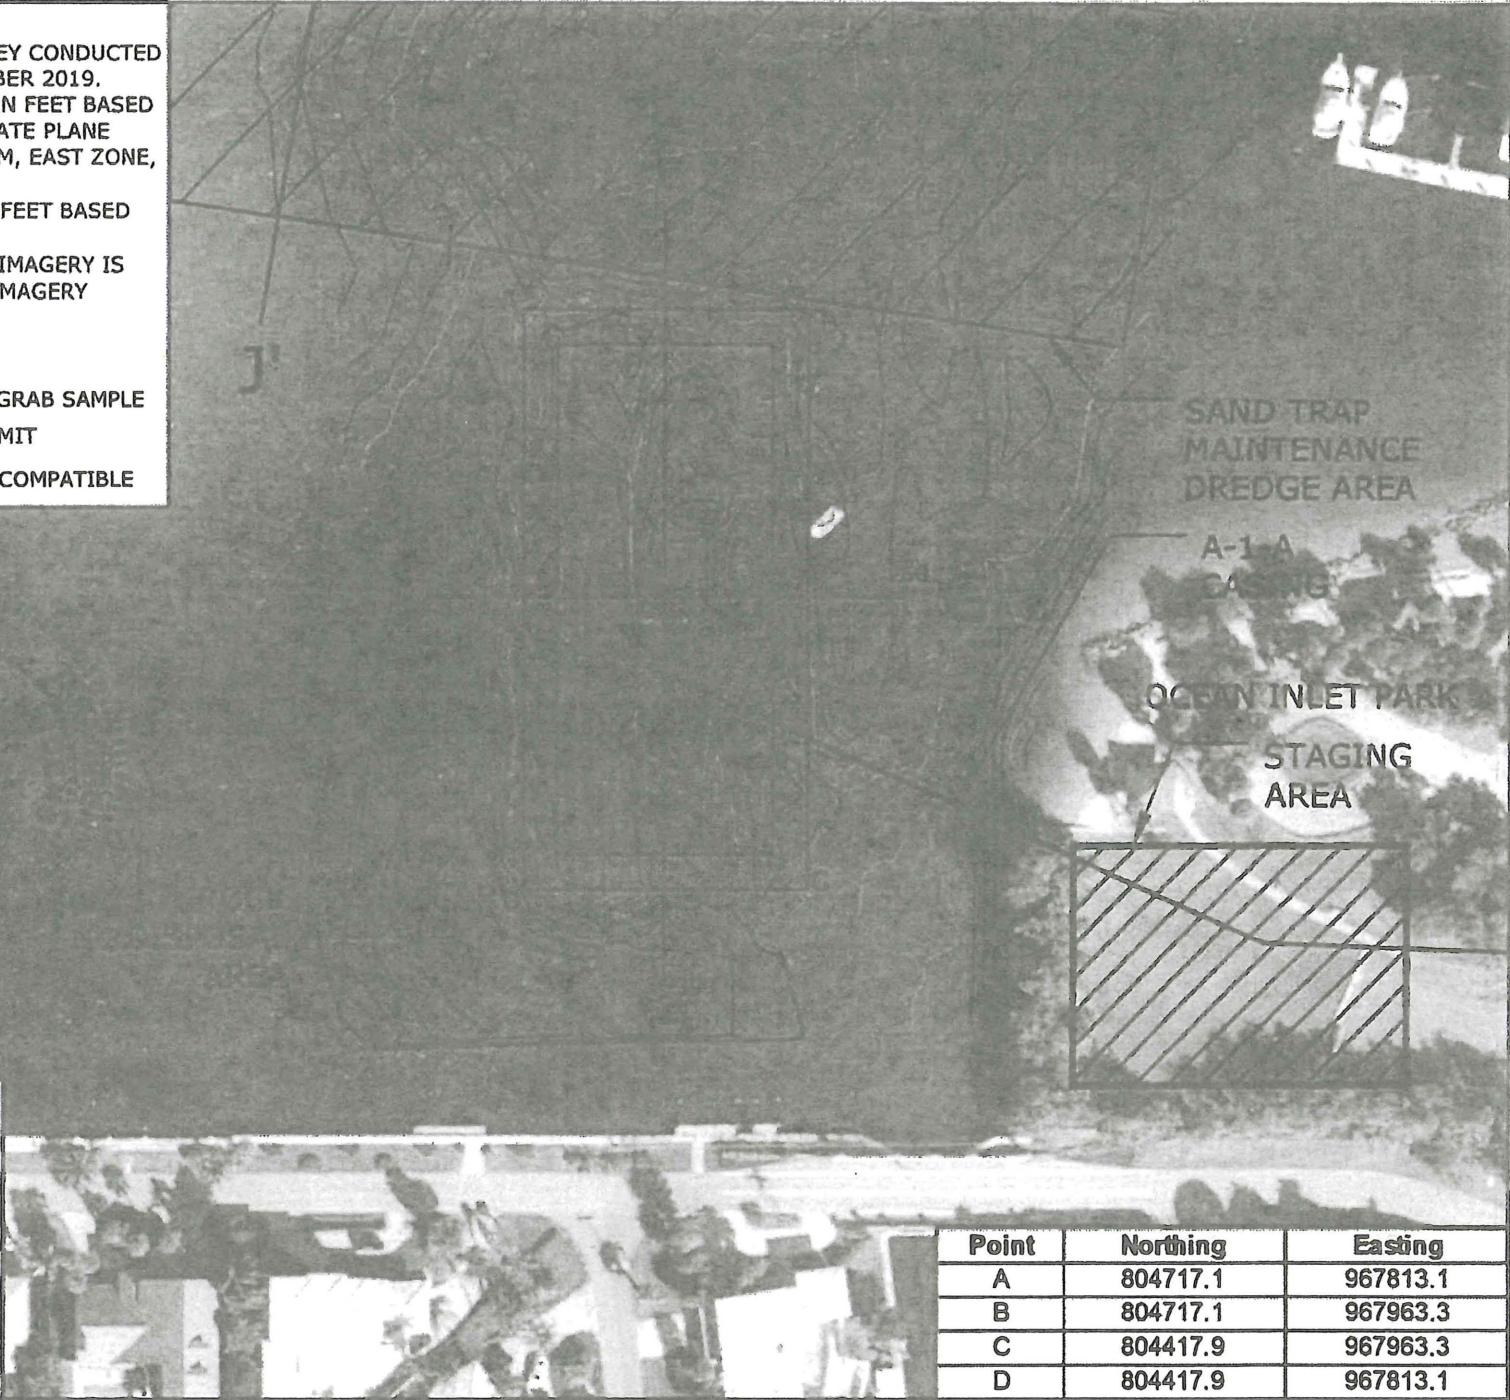 EY CONDUCTED
BER 2019.
N FEET BASED
ATE PLANE
M, EAST ZONE,
FEET BASED
IMAGERY IS
MAGERY
GRAB SAMPLE
MIT
COMPATIBLE
J'
SAND TRAP
MAINTENANCE
DREDGE AREA
A-1-A
CASING
OCEAN INLET PARK
STAGING
AREA
Point Northing Easting
A 804717.1 967813.1
B 804717.1 967963.3
C 804417.9 967963.3
D 804417.9 967813.1